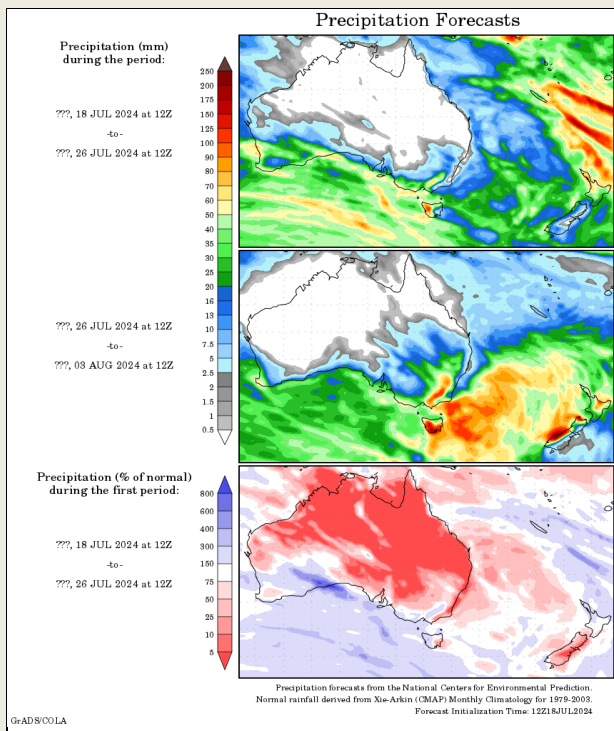 Precipitation Forecasts
Precipitation (mm)
during the period:
???, 18 JUL 2024 at 12Z
-to-
???, 26 JUL 2024 at 12Z
250
200
175
150
125
100
90
80
70
60
50
40
35
30
25
20
16
13
10
7.5
5
2.5
2
1.5
1
0.5
???, 26 JUL 2024 at 12Z
-to-
???, 03 AUG 2024 at 12Z
Precipitation (% of normal)
during the first period:
???, 18 JUL 2024 at 12Z
-to-
???, 26 JUL 2024 at 12Z
800
600
400
300
150
75
50
25
10
5
Precipitation forecasts from the National Centers for Environmental Prediction.
Normal rainfall derived from Xie-Arkin (CMAP) Monthly Climatology for 1979-2003.
Forecast Initialization Time: 12Z18JUL2024
GrADS/COLA